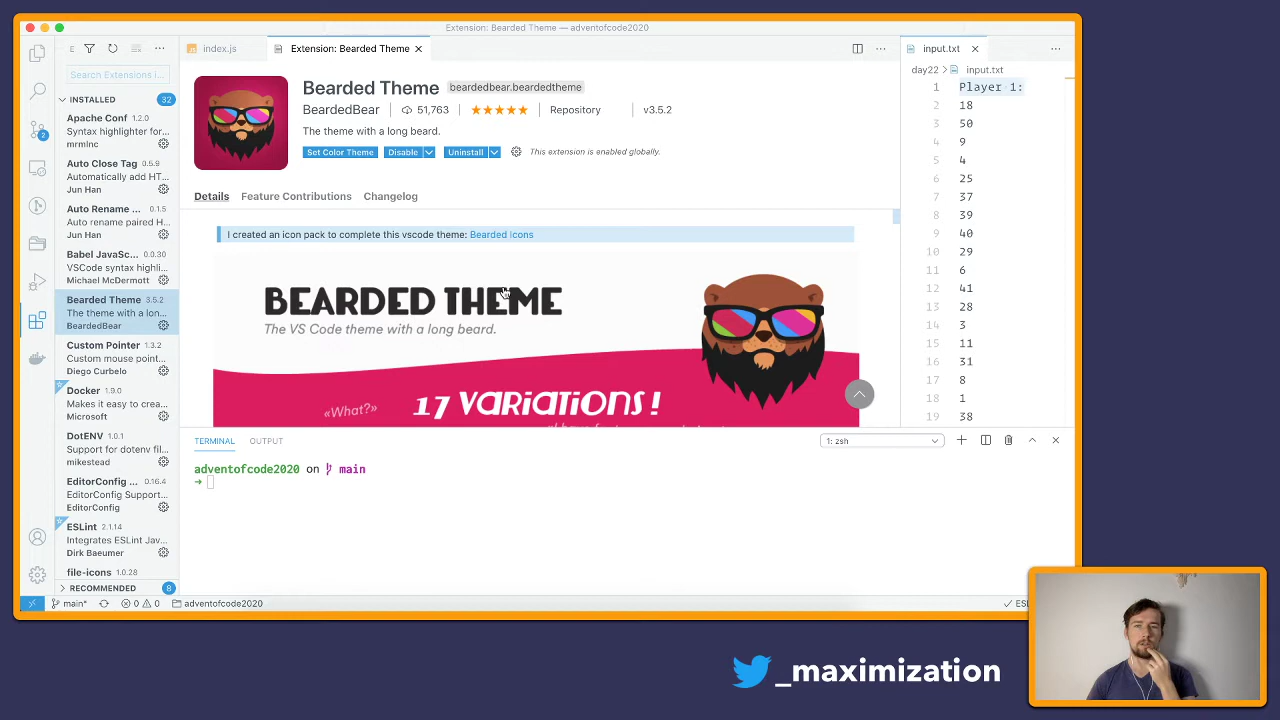 Extension: Bearded Theme — adventofcode2020
index.js
Extension: Bearded Theme
input.txt
Search Extensions i...
INSTALLED 32
Apache Conf 1.2.0
Syntax highlighter for...
mrmlnc
Auto Close Tag 0.5.9
Automatically add HT...
Jun Han
Auto Rename ... 0.1.5
Auto rename paired H...
Jun Han
Babel JavaSc... 0.0.30
VSCode syntax highli...
Michael McDermott
Bearded Theme 3.5.2
The theme with a lon...
BeardedBear
Custom Pointer 1.3.2
Custom mouse point...
Diego Curbelo
Docker 1.9.0
Makes it easy to crea...
Microsoft
DotENV 1.0.1
Support for dotenv fil...
mikestead
EditorConfig ... 0.16.4
EditorConfig Support...
EditorConfig
ESLint 2.1.14
Integrates ESLint Jav...
Dirk Baeumer
file-icons 1.0.28
RECOMMENDED 8
2
Bearded Theme beardedbear.beardedtheme
BeardedBear 51,763 Repository v3.5.2
The theme with a long beard.
Set Color Theme Disable Uninstall This extension is enabled globally.
Details Feature Contributions Changelog
I created an icon pack to complete this vscode theme: Bearded Icons
BEARDED THEME
The VS Code theme with a long beard.
«What?» 17 VARIATIONS !
day22 > input.txt
1 Player 1:
2 18
3 50
4 9
5 4
6 25
7 37
8 39
9 40
10 29
11 6
12 41
13 28
14 3
15 11
16 31
17 8
18 1
19 38
TERMINAL OUTPUT 1: zsh
adventofcode2020 on main
main* 0 0 adventofcode2020
_maximization